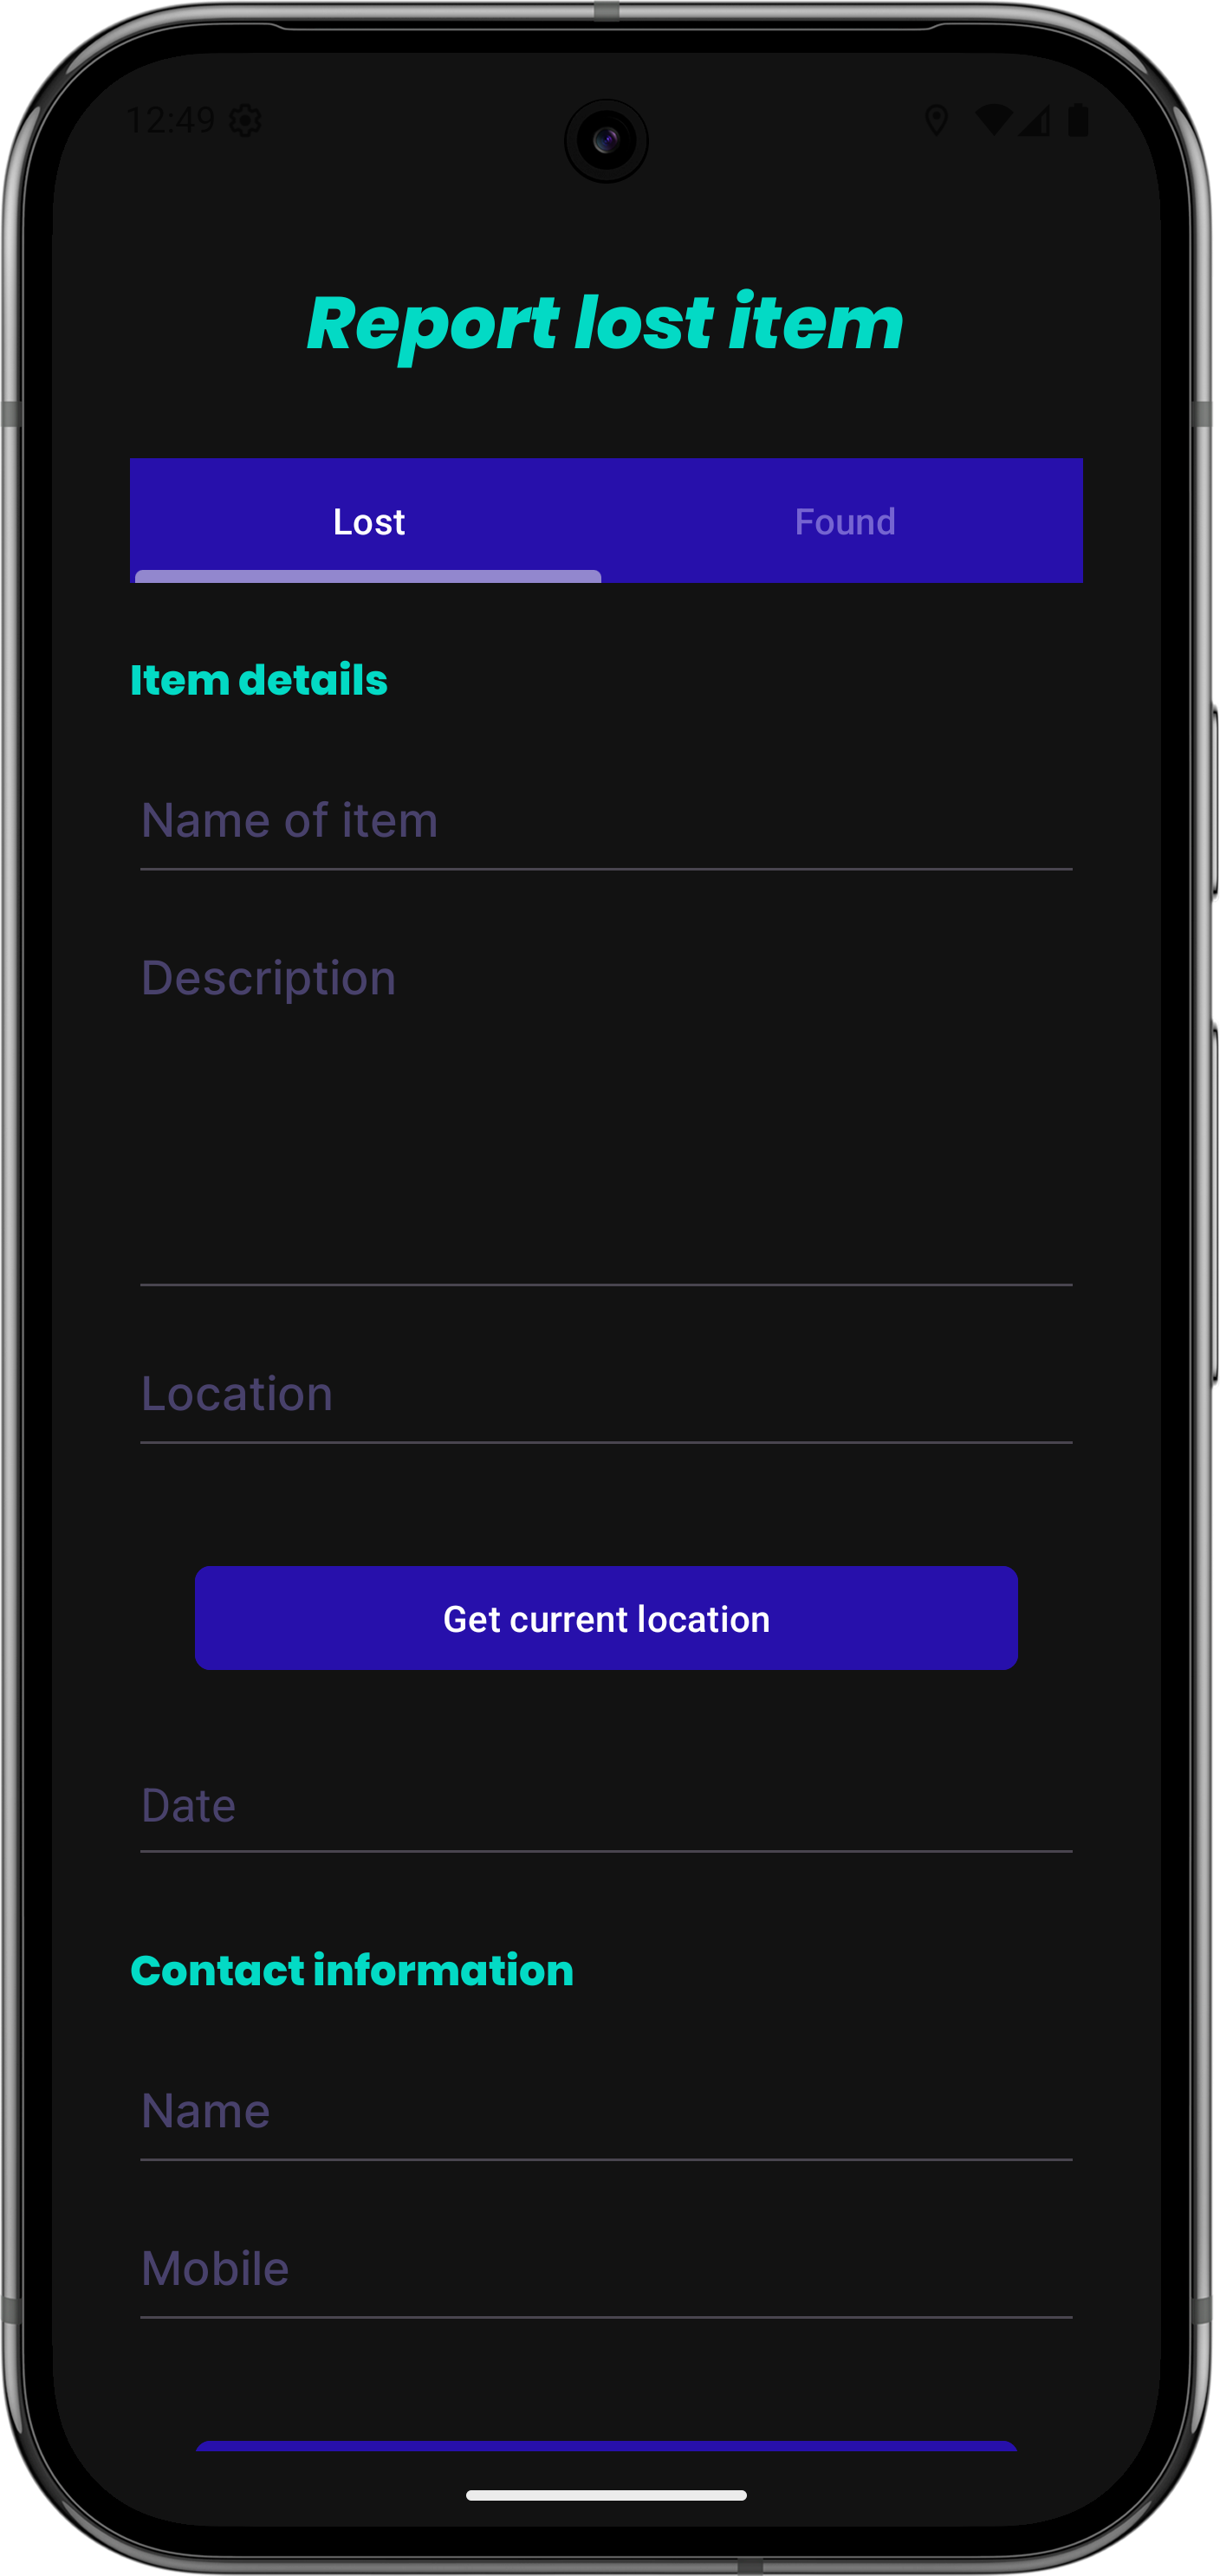 12:49
Report lost item
Lost Found
Item details
Name of item
Description
Location
Get current location
Date
Contact information
Name
Mobile